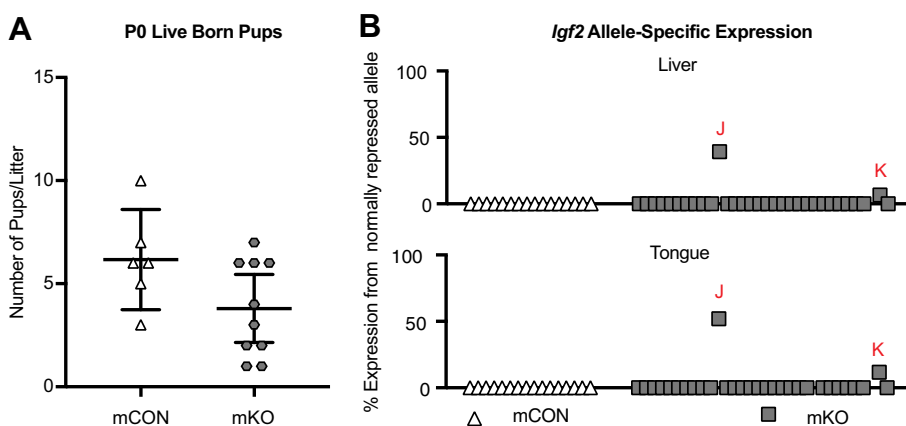 A
P0 Live Born Pups
Number of Pups/Litter
15
10
5
0
mCON
mKO
B
Igf2 Allele-Specific Expression
% Expression from normally repressed allele
Liver
100
50
0
J
K
Tongue
100
50
0
J
K
mCON
mKO